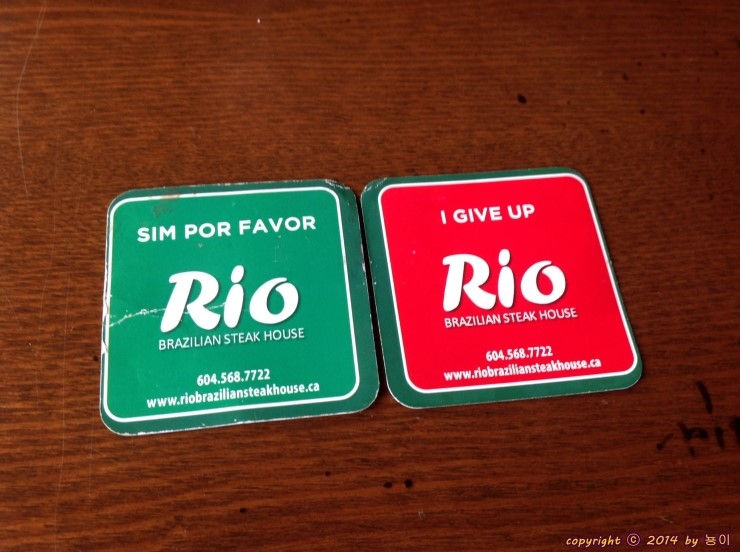 SIM POR FAVOR
Rio
BRAZILIAN STEAK HOUSE
604.568.7722
www.riobraziliansteakhouse.ca
I GIVE UP
Rio
BRAZILIAN STEAK HOUSE
604.568.7722
www.riobraziliansteakhouse.ca
copyright ⓒ 2014 by 뇽이